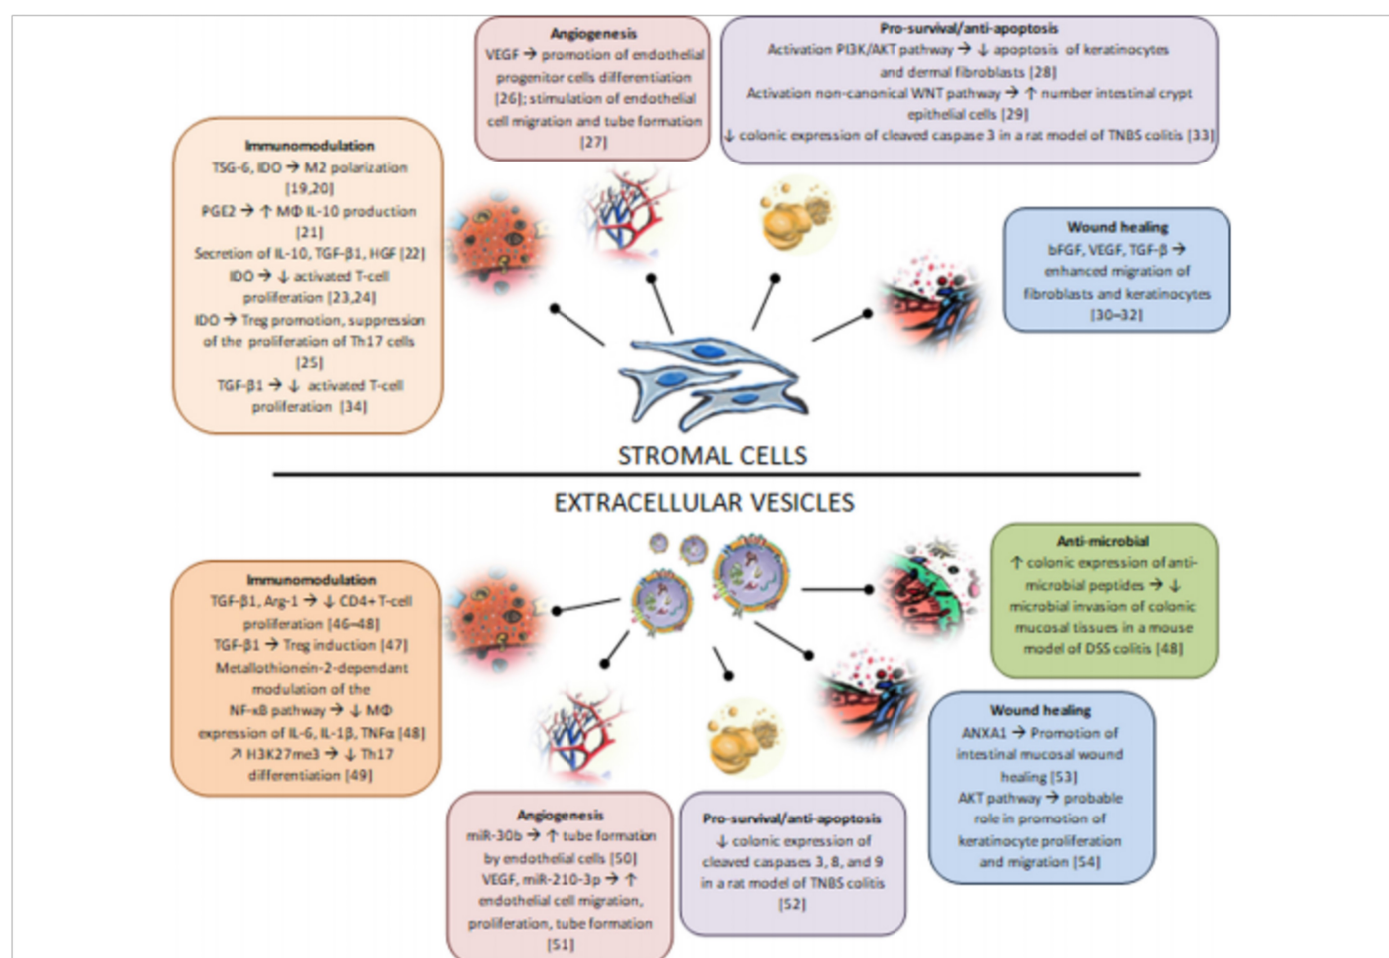 Angiogenesis
VEGF → promotion of endothelial
progenitor cells differentiation
[26]; stimulation of endothelial
cell migration and tube formation
[27]
Pro-survival/anti-apoptosis
Activation PI3K/AKT pathway → ↓ apoptosis of keratinocytes
and dermal fibroblasts [28]
Activation non-canonical WNT pathway → ↑ number intestinal crypt
epithelial cells [29]
↓ colonic expression of cleaved caspase 3 in a rat model of TNBS colitis [33]
Immunomodulation
TSG-6, IDO → M2 polarization
[19,20]
PGE2 → ↑ MΦ IL-10 production
[21]
Secretion of IL-10, TGF-β1, HGF [22]
IDO → ↓ activated T-cell
proliferation [23,24]
IDO → Treg promotion, suppression
of the proliferation of Th17 cells
[25]
TGF-β1 → ↓ activated T-cell
proliferation [34]
Wound healing
bFGF, VEGF, TGF-β →
enhanced migration of
fibroblasts and keratinocytes
[30–32]
STROMAL CELLS
EXTRACELLULAR VESICLES
Immunomodulation
TGF-β1, Arg-1 → ↓ CD4+ T-cell
proliferation [46–48]
TGF-β1 → Treg induction [47]
Metallothionein-2-dependant
modulation of the
NF-κB pathway → ↓ MΦ
expression of IL-6, IL-1β, TNFα [48]
↗ H3K27me3 → ↓ Th17
differentiation [49]
Anti-microbial
↑ colonic expression of anti-
microbial peptides → ↓
microbial invasion of colonic
mucosal tissues in a mouse
model of DSS colitis [48]
Wound healing
ANXA1 → Promotion of
intestinal mucosal wound
healing [53]
AKT pathway → probable
role in promotion of
keratinocyte proliferation
and migration [54]
Angiogenesis
miR-30b → ↑ tube formation
by endothelial cells [50]
VEGF, miR-210-3p → ↑
endothelial cell migration,
proliferation, tube formation
[51]
Pro-survival/anti-apoptosis
↓ colonic expression of
cleaved caspases 3, 8, and 9
in a rat model of TNBS colitis
[52]